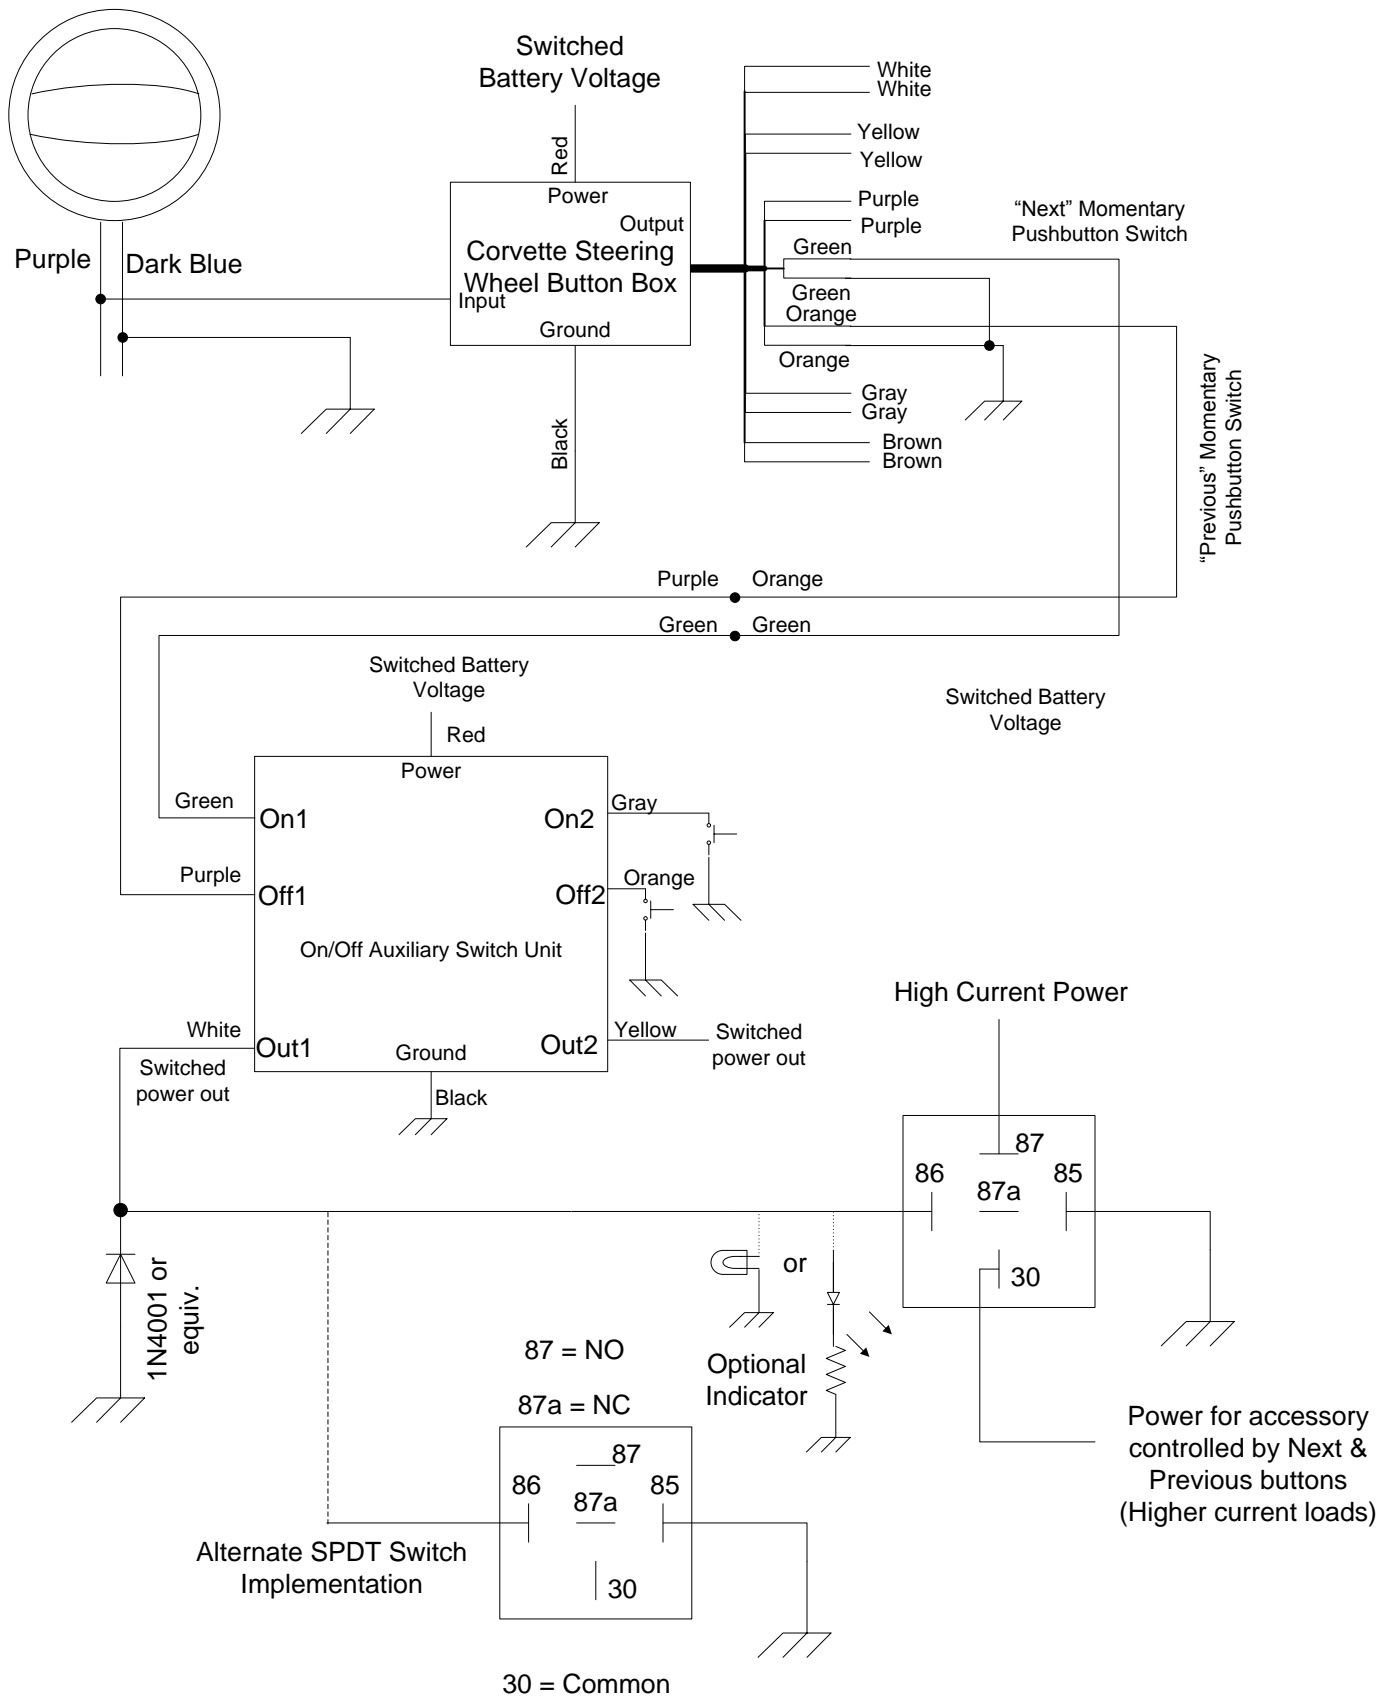 Switched
Battery Voltage
Red
Power
Output
Corvette Steering
Wheel Button Box
Input
Ground
Black
Purple
Dark Blue
White
White
Yellow
Yellow
Purple
Purple
Green
Green
Orange
Orange
Gray
Gray
Brown
Brown
“Next” Momentary
Pushbutton Switch
“Previous” Momentary
Pushbutton Switch
Purple
Orange
Green
Green
Switched Battery
Voltage
Red
Switched Battery
Voltage
Power
Green
On1
On2
Gray
Purple
Off1
Off2
Orange
On/Off Auxiliary Switch Unit
White
Out1
Switched
power out
Ground
Black
Out2
Yellow
Switched
power out
High Current Power
87
86
87a
85
30
1N4001 or
equiv.
or
Optional
Indicator
87 = NO
87a = NC
87
86
87a
85
30
Alternate SPDT Switch
Implementation
30 = Common
Power for accessory
controlled by Next &
Previous buttons
(Higher current loads)